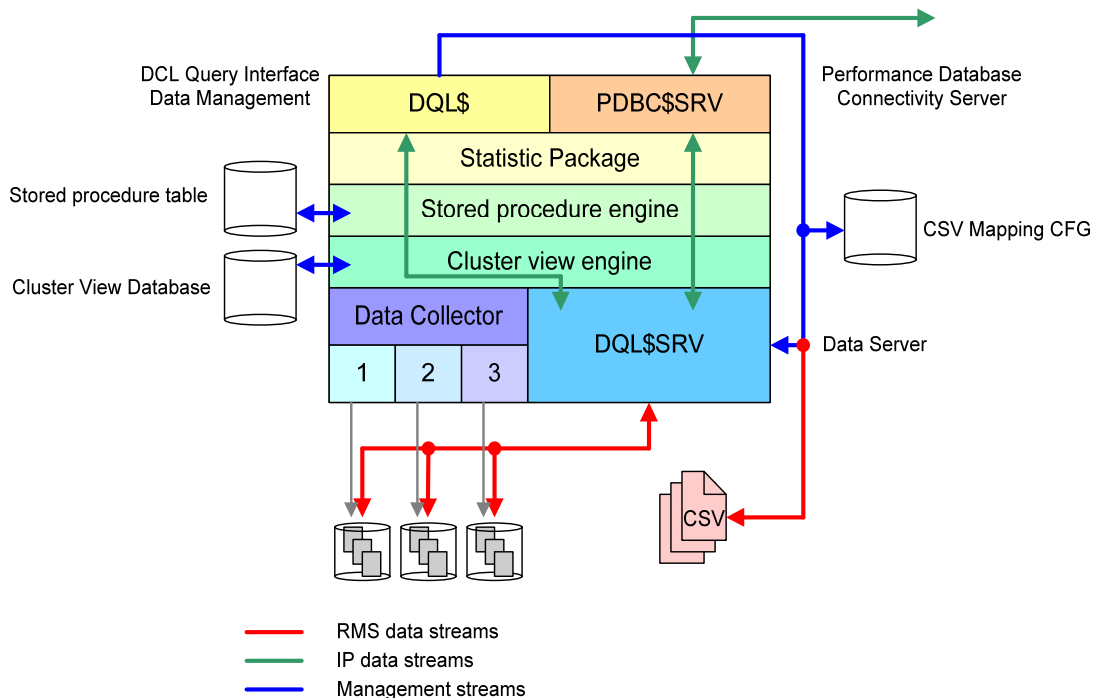 DCL Query Interface
Data Management
DQL$
PDBC$SRV
Performance Database
Connectivity Server
Statistic Package
Stored procedure table
Stored procedure engine
CSV Mapping CFG
Cluster view engine
Cluster View Database
Data Collector
DQL$SRV
Data Server
1
2
3
CSV
RMS data streams
IP data streams
Management streams